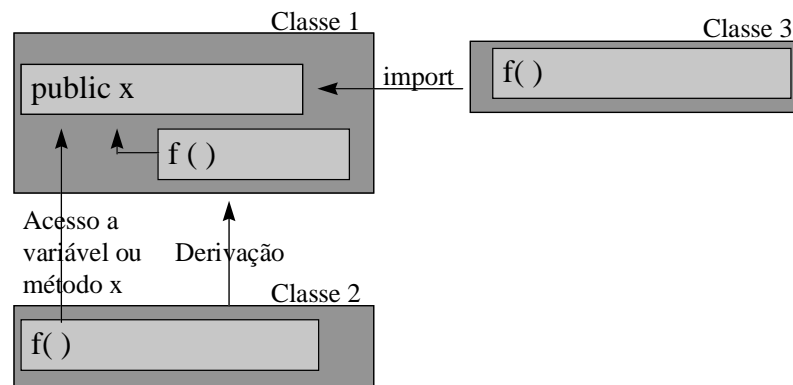 Classe 1
Classe 3
public x
import
f( )
f ( )
Acesso a
variável ou
método x
Derivação
Classe 2
f( )